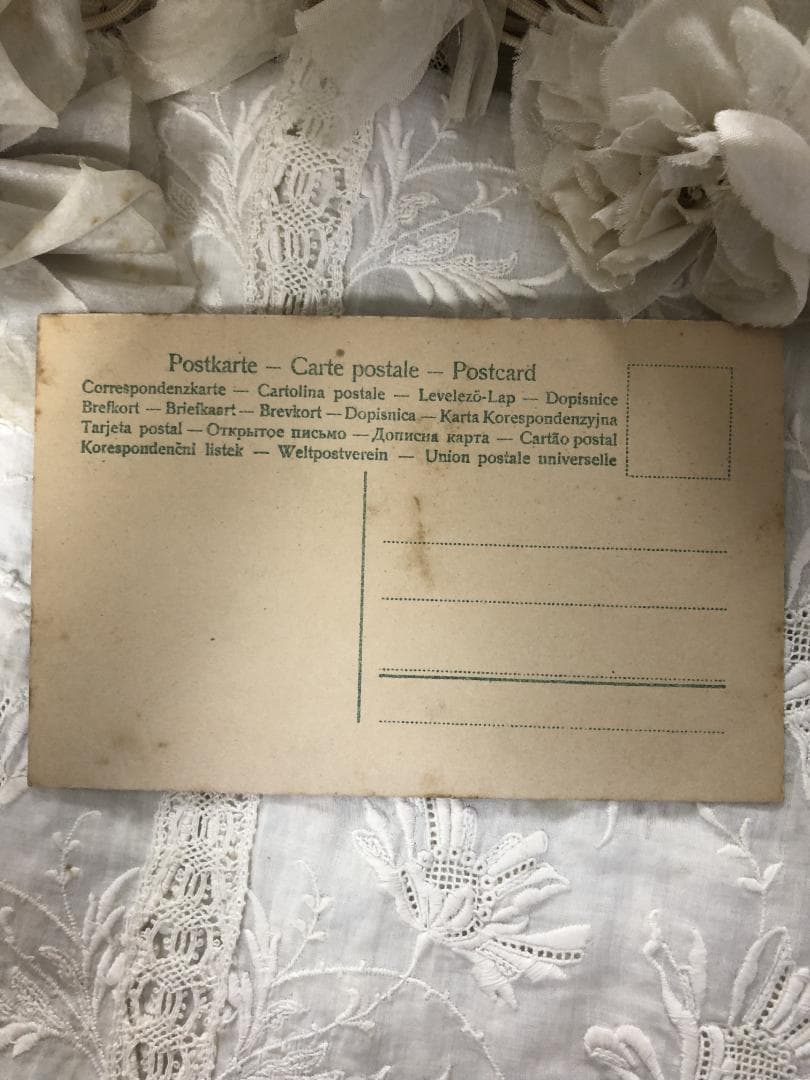 Postkarte — Carte postale — Postcard
Correspondenzkarte — Cartolina postale — Levelezö-Lap — Dopisnice
Brefkort — Briefkaart — Brevkort — Dopisnica — Karta Korespondenzyjna
Tarjeta postal — Открытое письмо — Дописна карта — Cartão postal
Korespondenčni listek — Weltpostverein — Union postale universelle